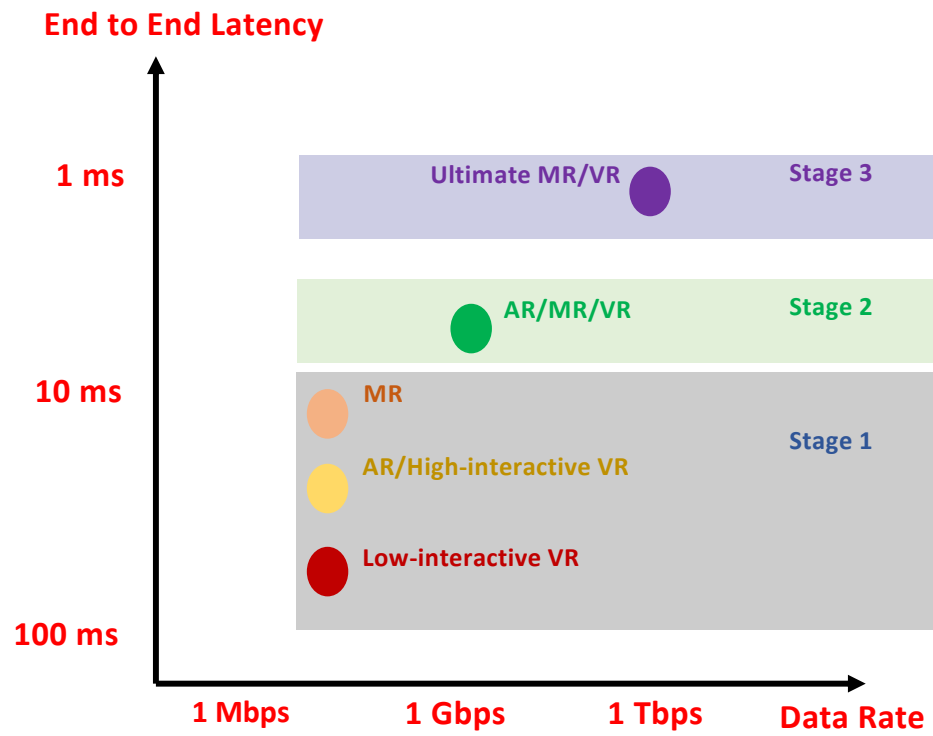 End to End Latency
1 ms
Ultimate MR/VR
Stage 3
AR/MR/VR
Stage 2
10 ms
MR
Stage 1
AR/High-interactive VR
Low-interactive VR
100 ms
1 Mbps
1 Gbps
1 Tbps
Data Rate